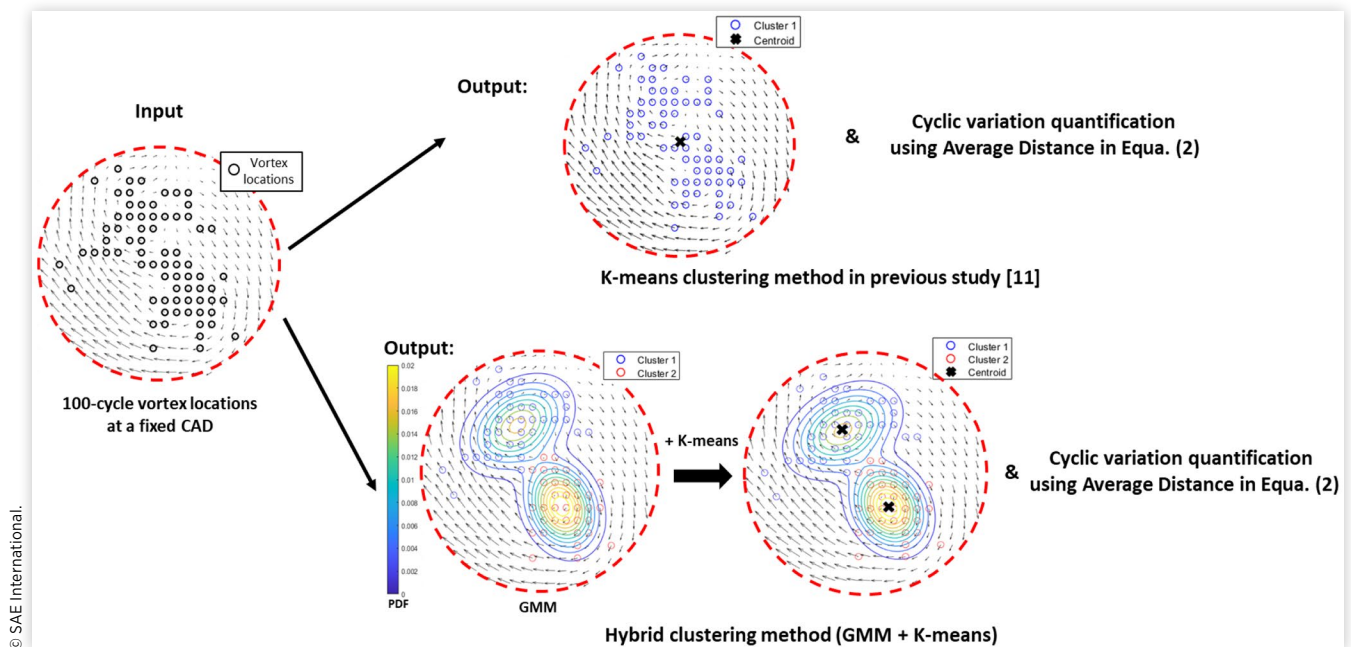 Input
Vortex
locations
100-cycle vortex locations
at a fixed CAD
Output:
Cluster 1
Centroid
&
Cyclic variation quantification
using Average Distance in Equa. (2)
K-means clustering method in previous study [11]
Output:
0.02
0.018
0.016
0.014
0.012
0.01
0.008
0.006
0.004
0.002
0
PDF
Cluster 1
Cluster 2
GMM
+ K-means
Cluster 1
Cluster 2
Centroid
&
Cyclic variation quantification
using Average Distance in Equa. (2)
Hybrid clustering method (GMM + K-means)
© SAE International.